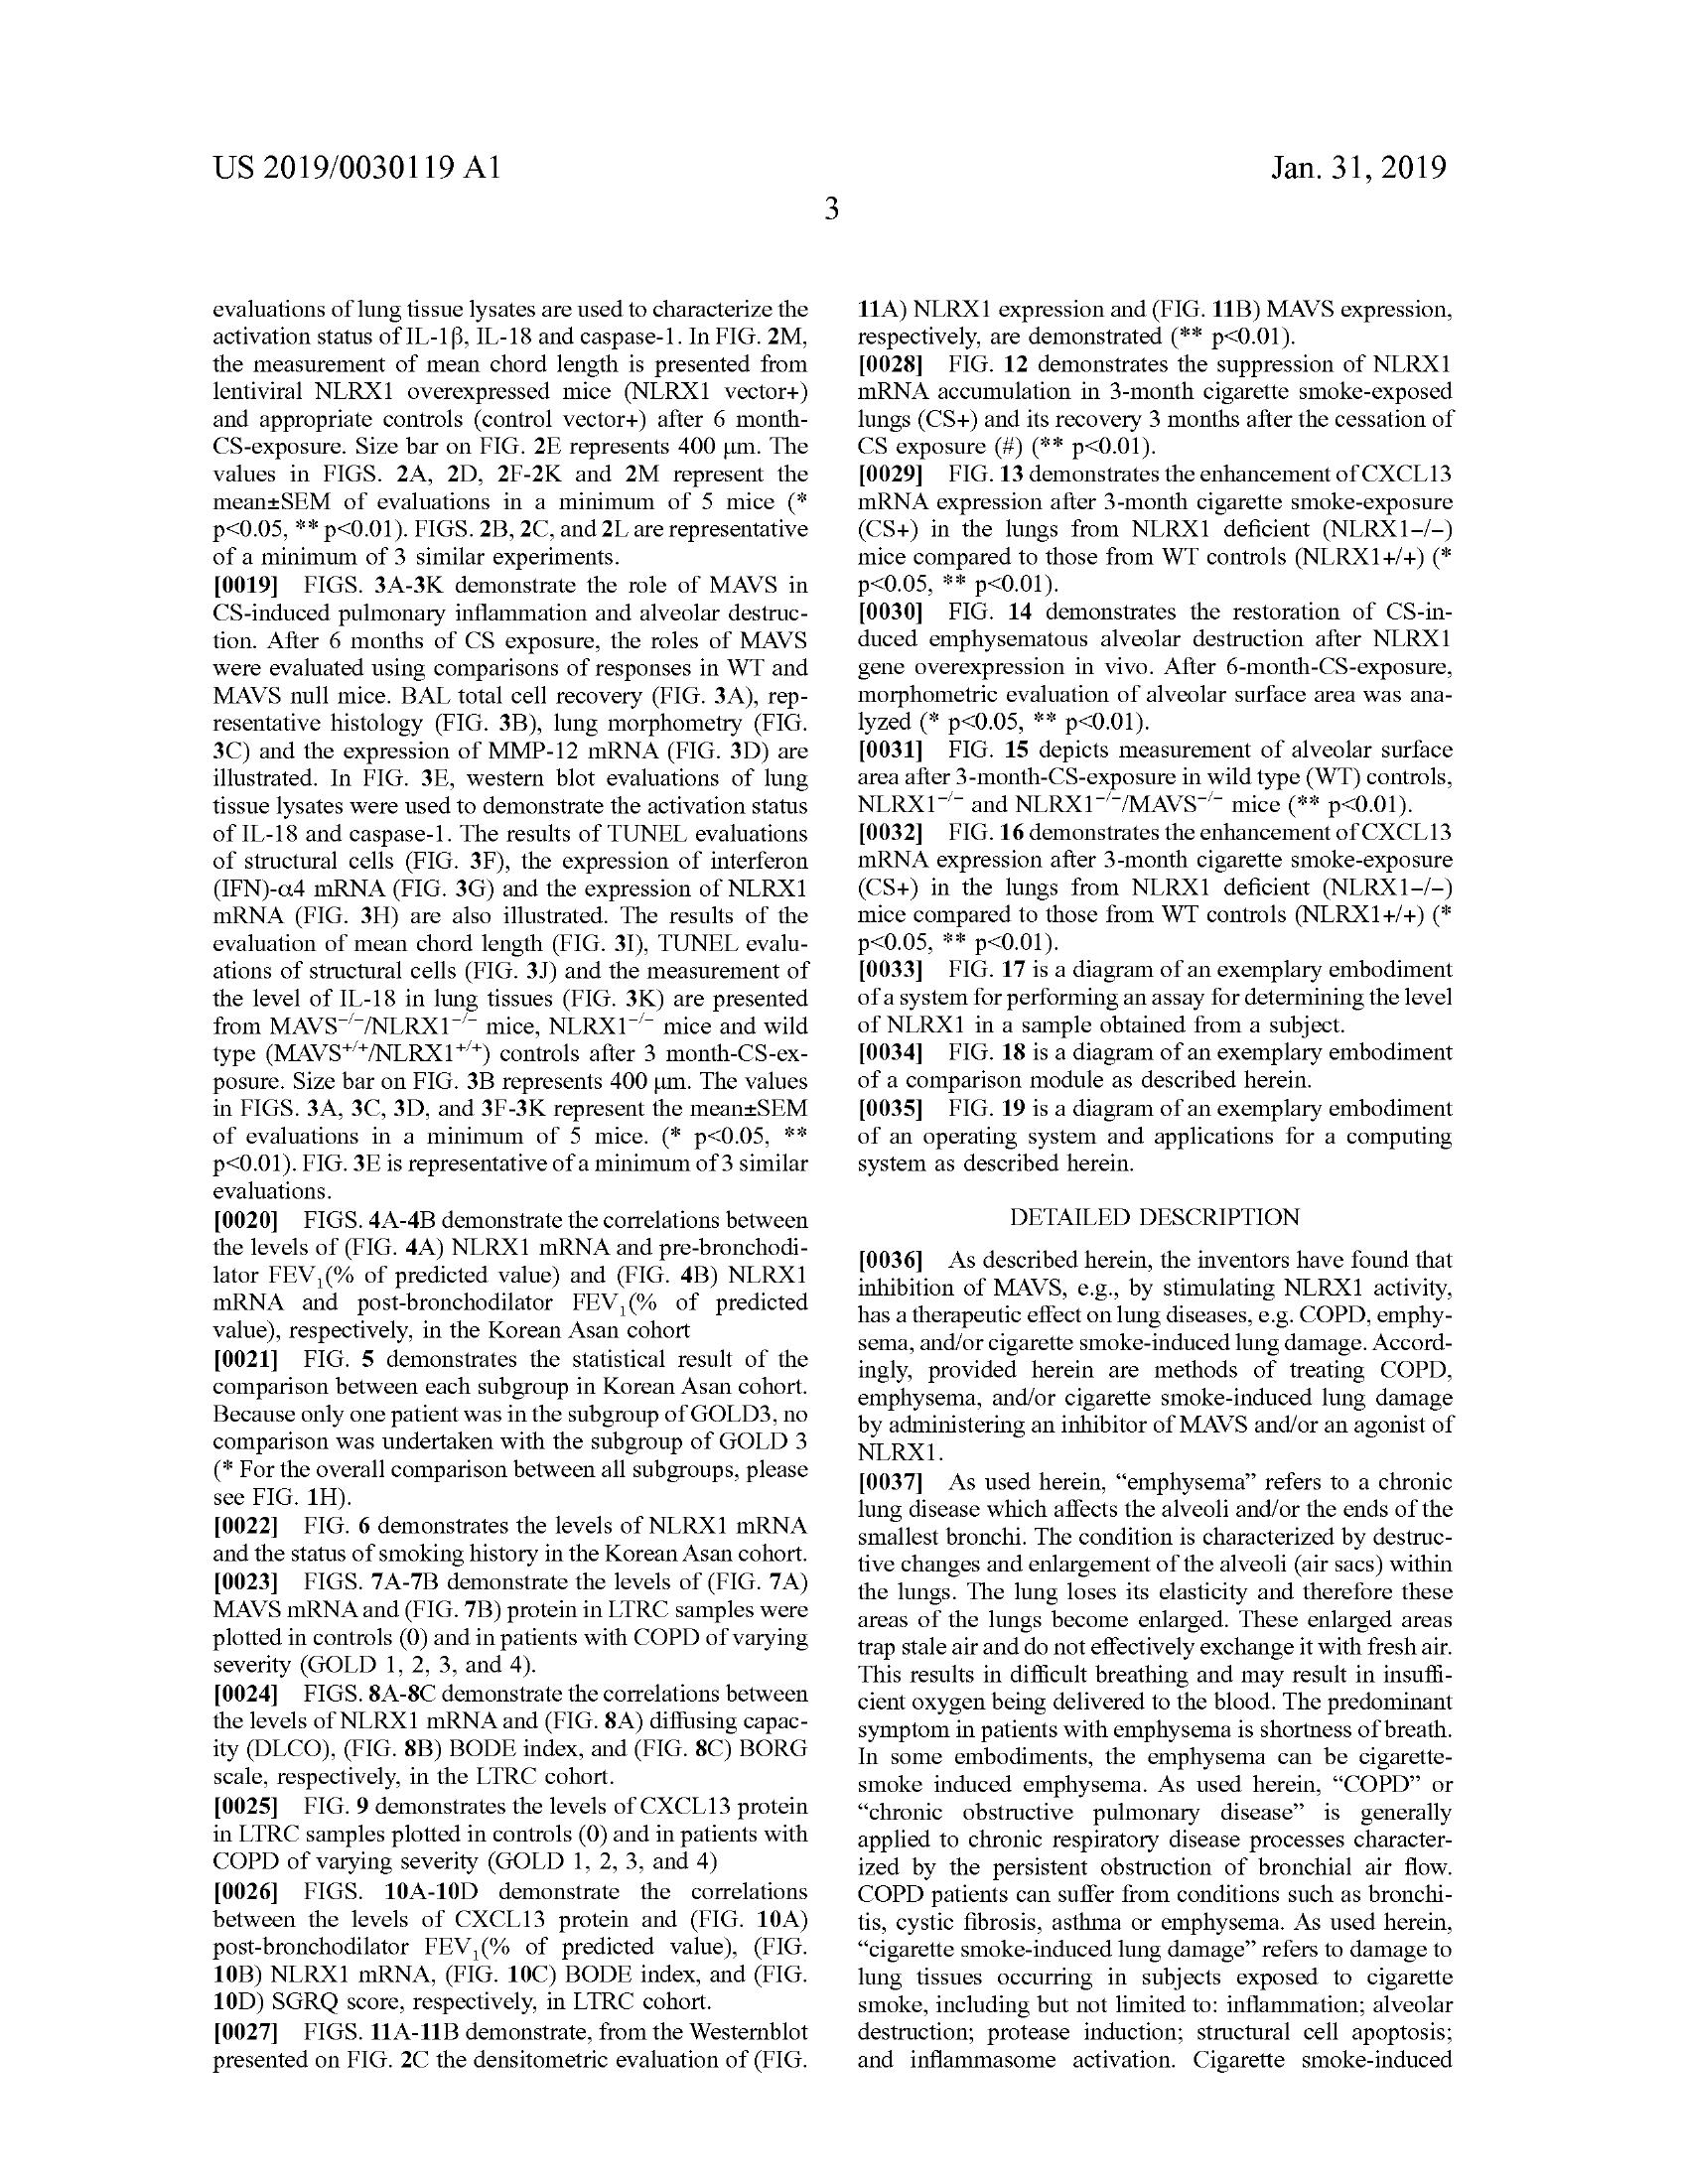 US 2019/0030119 A1
Jan. 31, 2019
3
evaluations of lung tissue lysates are used to characterize the
activation status of IL-1β, IL-18 and caspase-1. In FIG. 2M,
the measurement of mean chord length is presented from
lentiviral NLRX1 overexpressed mice (NLRX1 vector+)
and appropriate controls (control vector+) after 6 month-
CS-exposure. Size bar on FIG. 2E represents 400 μm. The
values in FIGS. 2A, 2D, 2F-2K and 2M represent the
mean±SEM of evaluations in a minimum of 5 mice (*
p<0.05, ** p<0.01). FIGS. 2B, 2C, and 2L are representative
of a minimum of 3 similar experiments.
[0019] FIGS. 3A-3K demonstrate the role of MAVS in
CS-induced pulmonary inflammation and alveolar destruc-
tion. After 6 months of CS exposure, the roles of MAVS
were evaluated using comparisons of responses in WT and
MAVS null mice. BAL total cell recovery (FIG. 3A), rep-
resentative histology (FIG. 3B), lung morphometry (FIG.
3C) and the expression of MMP-12 mRNA (FIG. 3D) are
illustrated. In FIG. 3E, western blot evaluations of lung
tissue lysates were used to demonstrate the activation status
of IL-18 and caspase-1. The results of TUNEL evaluations
of structural cells (FIG. 3F), the expression of interferon
(IFN)-α4 mRNA (FIG. 3G) and the expression of NLRX1
mRNA (FIG. 3H) are also illustrated. The results of the
evaluation of mean chord length (FIG. 3I), TUNEL evalu-
ations of structural cells (FIG. 3J) and the measurement of
the level of IL-18 in lung tissues (FIG. 3K) are presented
from MAVS⁻/⁻/NLRX1⁻/⁻ mice, NLRX1⁻/⁻ mice and wild
type (MAVS⁺/⁺/NLRX1⁺/⁺) controls after 3 month-CS-ex-
posure. Size bar on FIG. 3B represents 400 μm. The values
in FIGS. 3A, 3C, 3D, and 3F-3K represent the mean±SEM
of evaluations in a minimum of 5 mice. (* p<0.05, **
p<0.01). FIG. 3E is representative of a minimum of 3 similar
evaluations.
[0020] FIGS. 4A-4B demonstrate the correlations between
the levels of (FIG. 4A) NLRX1 mRNA and pre-bronchodi-
lator FEV₁(% of predicted value) and (FIG. 4B) NLRX1
mRNA and post-bronchodilator FEV₁(% of predicted
value), respectively, in the Korean Asan cohort
[0021] FIG. 5 demonstrates the statistical result of the
comparison between each subgroup in Korean Asan cohort.
Because only one patient was in the subgroup of GOLD3, no
comparison was undertaken with the subgroup of GOLD 3
(* For the overall comparison between all subgroups, please
see FIG. 1H).
[0022] FIG. 6 demonstrates the levels of NLRX1 mRNA
and the status of smoking history in the Korean Asan cohort.
[0023] FIGS. 7A-7B demonstrate the levels of (FIG. 7A)
MAVS mRNA and (FIG. 7B) protein in LTRC samples were
plotted in controls (0) and in patients with COPD of varying
severity (GOLD 1, 2, 3, and 4).
[0024] FIGS. 8A-8C demonstrate the correlations between
the levels of NLRX1 mRNA and (FIG. 8A) diffusing capac-
ity (DLCO), (FIG. 8B) BODE index, and (FIG. 8C) BORG
scale, respectively, in the LTRC cohort.
[0025] FIG. 9 demonstrates the levels of CXCL13 protein
in LTRC samples plotted in controls (0) and in patients with
COPD of varying severity (GOLD 1, 2, 3, and 4)
[0026] FIGS. 10A-10D demonstrate the correlations
between the levels of CXCL13 protein and (FIG. 10A)
post-bronchodilator FEV₁(% of predicted value), (FIG.
10B) NLRX1 mRNA, (FIG. 10C) BODE index, and (FIG.
10D) SGRQ score, respectively, in LTRC cohort.
[0027] FIGS. 11A-11B demonstrate, from the Westernblot
presented on FIG. 2C the densitometric evaluation of (FIG.
11A) NLRX1 expression and (FIG. 11B) MAVS expression,
respectively, are demonstrated (** p<0.01).
[0028] FIG. 12 demonstrates the suppression of NLRX1
mRNA accumulation in 3-month cigarette smoke-exposed
lungs (CS+) and its recovery 3 months after the cessation of
CS exposure (#) (** p<0.01).
[0029] FIG. 13 demonstrates the enhancement of CXCL13
mRNA expression after 3-month cigarette smoke-exposure
(CS+) in the lungs from NLRX1 deficient (NLRX1−/−)
mice compared to those from WT controls (NLRX1+/+) (*
p<0.05, ** p<0.01).
[0030] FIG. 14 demonstrates the restoration of CS-in-
duced emphysematous alveolar destruction after NLRX1
gene overexpression in vivo. After 6-month-CS-exposure,
morphometric evaluation of alveolar surface area was ana-
lyzed (* p<0.05, ** p<0.01).
[0031] FIG. 15 depicts measurement of alveolar surface
area after 3-month-CS-exposure in wild type (WT) controls,
NLRX1⁻/⁻ and NLRX1⁻/⁻/MAVS⁻/⁻ mice (** p<0.01).
[0032] FIG. 16 demonstrates the enhancement of CXCL13
mRNA expression after 3-month cigarette smoke-exposure
(CS+) in the lungs from NLRX1 deficient (NLRX1−/−)
mice compared to those from WT controls (NLRX1+/+) (*
p<0.05, ** p<0.01).
[0033] FIG. 17 is a diagram of an exemplary embodiment
of a system for performing an assay for determining the level
of NLRX1 in a sample obtained from a subject.
[0034] FIG. 18 is a diagram of an exemplary embodiment
of a comparison module as described herein.
[0035] FIG. 19 is a diagram of an exemplary embodiment
of an operating system and applications for a computing
system as described herein.
DETAILED DESCRIPTION
[0036] As described herein, the inventors have found that
inhibition of MAVS, e.g., by stimulating NLRX1 activity,
has a therapeutic effect on lung diseases, e.g. COPD, emphy-
sema, and/or cigarette smoke-induced lung damage. Accord-
ingly, provided herein are methods of treating COPD,
emphysema, and/or cigarette smoke-induced lung damage
by administering an inhibitor of MAVS and/or an agonist of
NLRX1.
[0037] As used herein, “emphysema” refers to a chronic
lung disease which affects the alveoli and/or the ends of the
smallest bronchi. The condition is characterized by destruc-
tive changes and enlargement of the alveoli (air sacs) within
the lungs. The lung loses its elasticity and therefore these
areas of the lungs become enlarged. These enlarged areas
trap stale air and do not effectively exchange it with fresh air.
This results in difficult breathing and may result in insuffi-
cient oxygen being delivered to the blood. The predominant
symptom in patients with emphysema is shortness of breath.
In some embodiments, the emphysema can be cigarette-
smoke induced emphysema. As used herein, “COPD” or
“chronic obstructive pulmonary disease” is generally
applied to chronic respiratory disease processes character-
ized by the persistent obstruction of bronchial air flow.
COPD patients can suffer from conditions such as bronchi-
tis, cystic fibrosis, asthma or emphysema. As used herein,
“cigarette smoke-induced lung damage” refers to damage to
lung tissues occurring in subjects exposed to cigarette
smoke, including but not limited to: inflammation; alveolar
destruction; protease induction; structural cell apoptosis;
and inflammasome activation. Cigarette smoke-induced